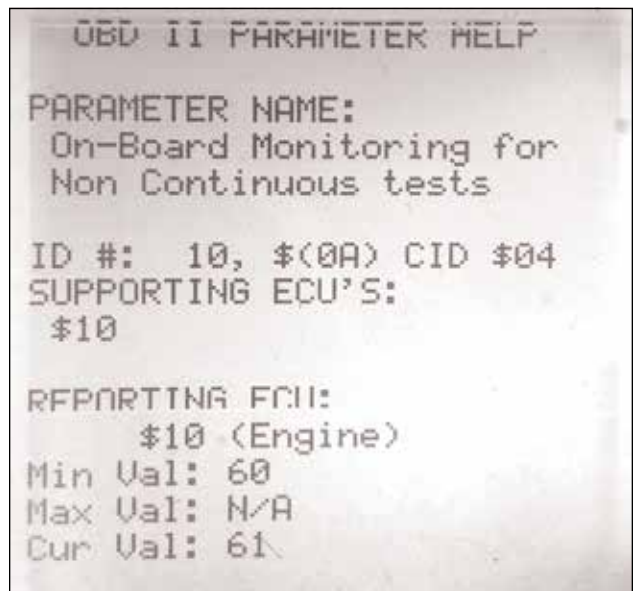 OBD II PARAMETER HELP
PARAMETER NAME:
On-Board Monitoring for
Non Continuous tests
ID #:  10, $(0A) CID $04
SUPPORTING ECU'S:
$10
REPORTING ECU:
$10 (Engine)
Min Val: 60
Max Val: N/A
Cur Val: 61